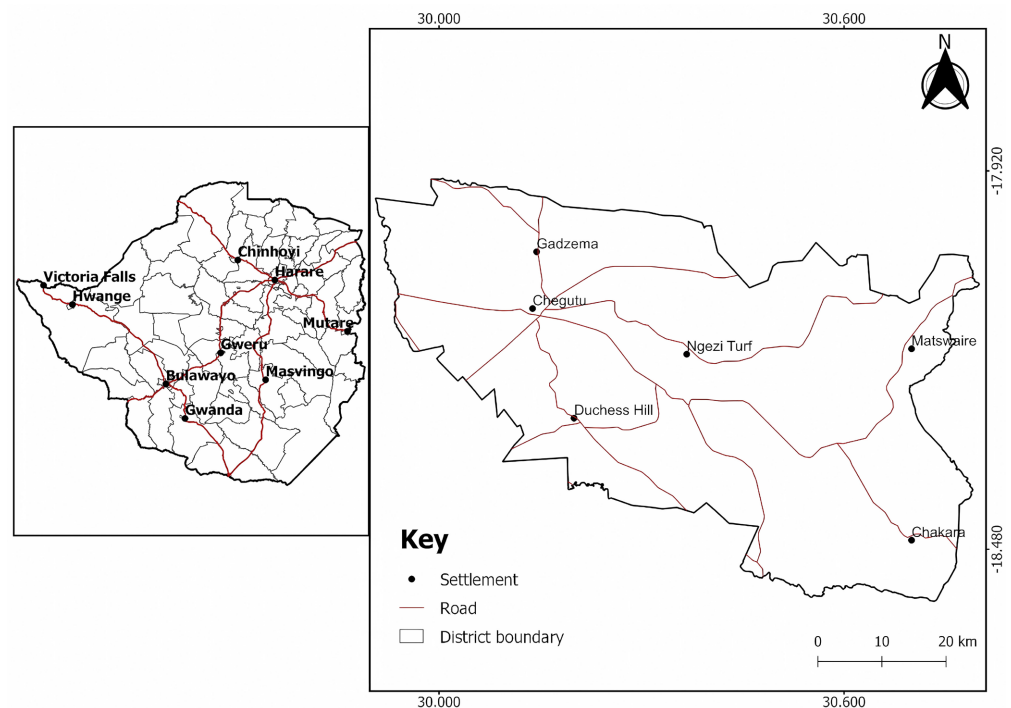 30.000
30.600
N
-17.920
Gadzema
Chegutu
Ngezi Turf
Matswaire
Duchess Hill
Chakara
-18.480
Chinhoyi
Harare
Victoria Falls
Hwange
Mutare
Gweru
Bulawayo
Masvingo
Gwanda
Key
Settlement
Road
District boundary
0 10 20 km
30.000
30.600